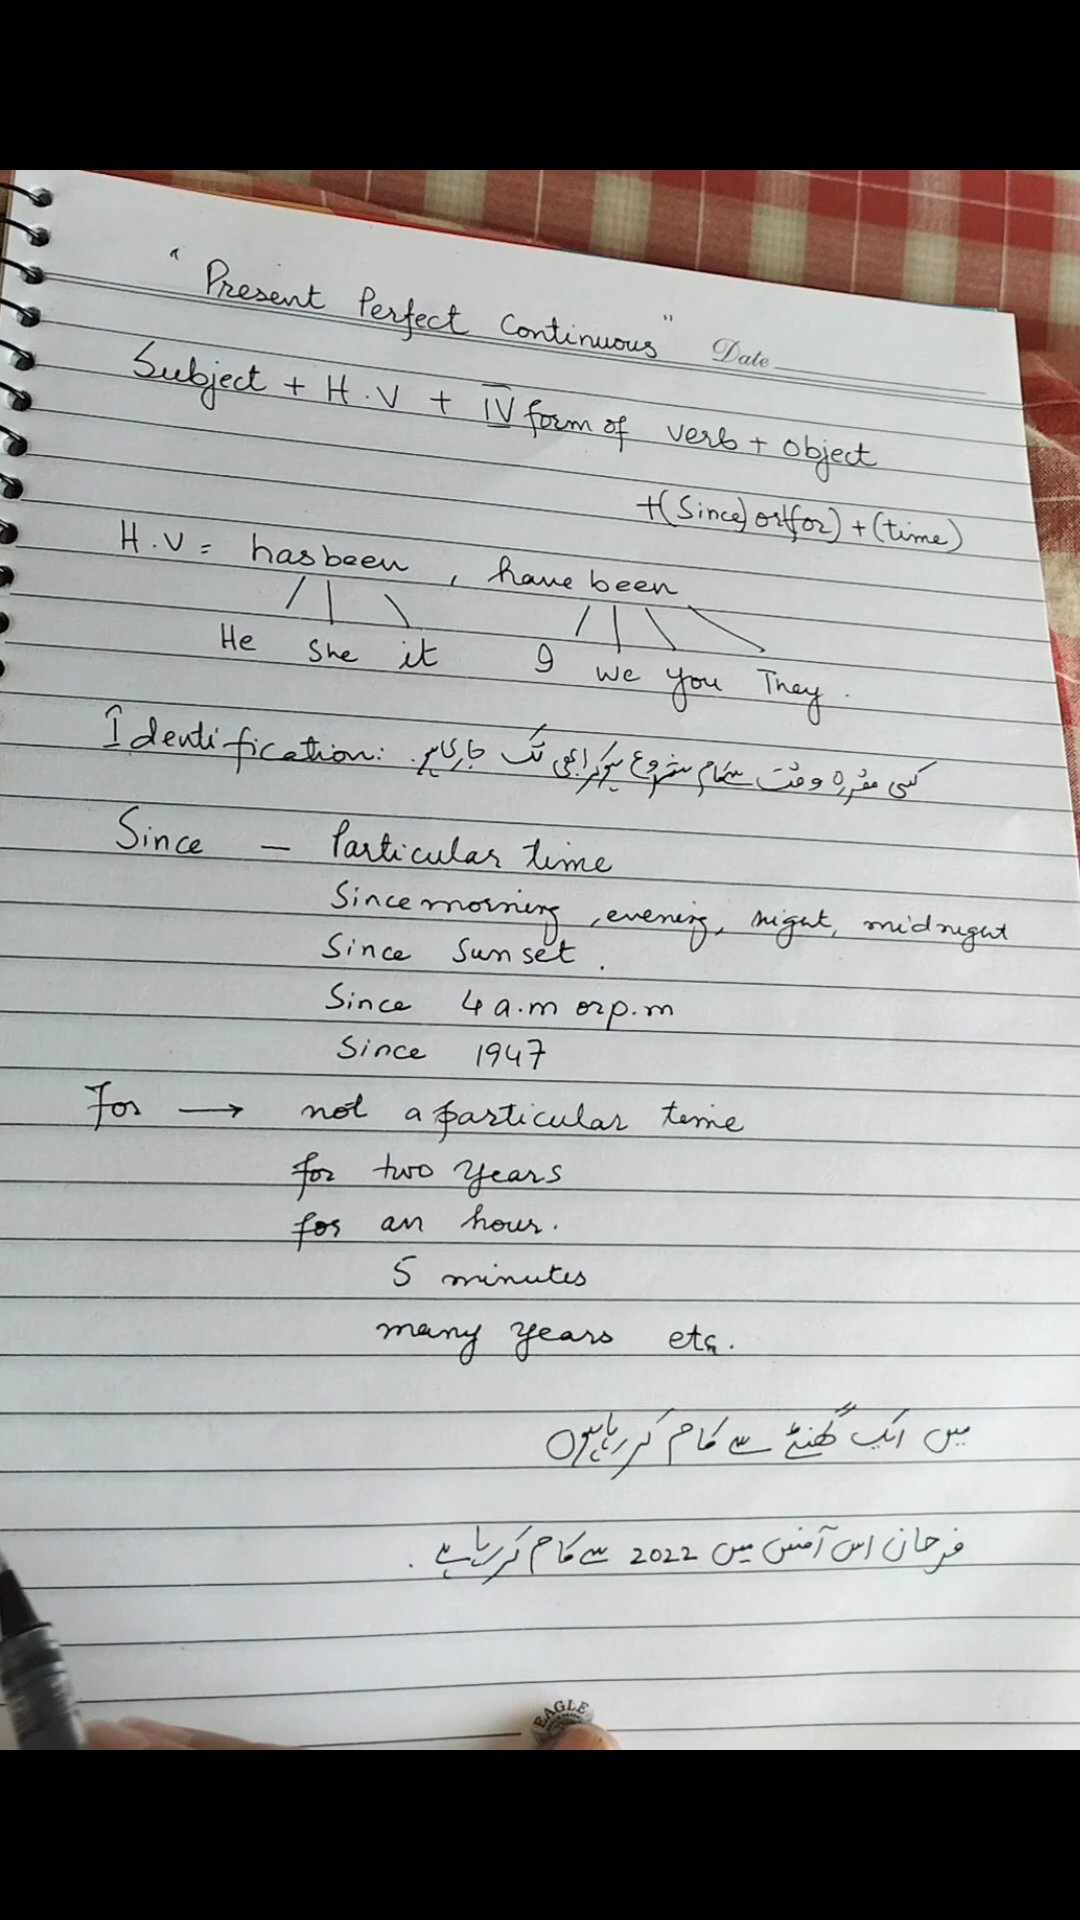 " Present Perfect Continuous "
Date
Subject + H.V + IV form of verb + object
+(Since) or (for) + (time)
H.V = has been , have been
He She it I we you They .
Identification: کسی مقررہ وقت سے کام شروع ہو کر ابھی تک جاری ہے.
Since – Particular time
Since morning , evening, night, midnight
Since Sunset .
Since 4 a.m or p.m
Since 1947
For → not a particular time
for two years
for an hour.
5 minutes
many years etc.
میں ایک گھنٹے سے کام کر رہا ہوں
فرحان اس آفس میں 2022 سے کام کر رہا ہے .
EAGLE